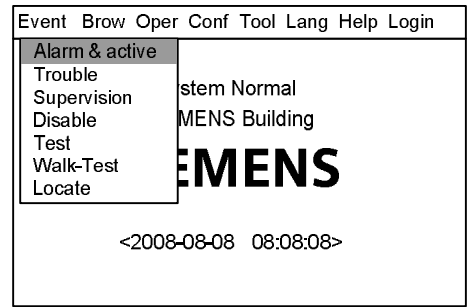 Event Brow Oper Conf Tool Lang Help Login
Alarm & active
Trouble
Supervision
Disable
Test
Walk-Test
Locate
stem Normal
MENS Building
EMENS
<2008-08-08 08:08:08>